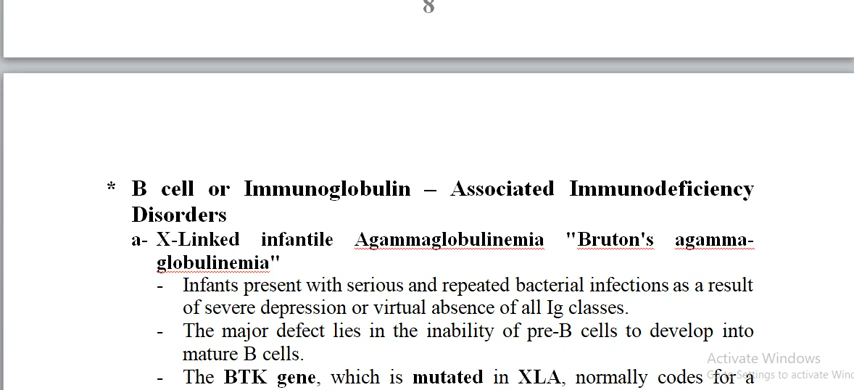 8
* B cell or Immunoglobulin – Associated Immunodeficiency
Disorders
a- X-Linked infantile Agammaglobulinemia "Bruton's agamma-
globulinemia"
- Infants present with serious and repeated bacterial infections as a result
of severe depression or virtual absence of all Ig classes.
- The major defect lies in the inability of pre-B cells to develop into
mature B cells.
Activate Windows
- The BTK gene, which is mutated in XLA, normally codes for a
Settings to activate Wind